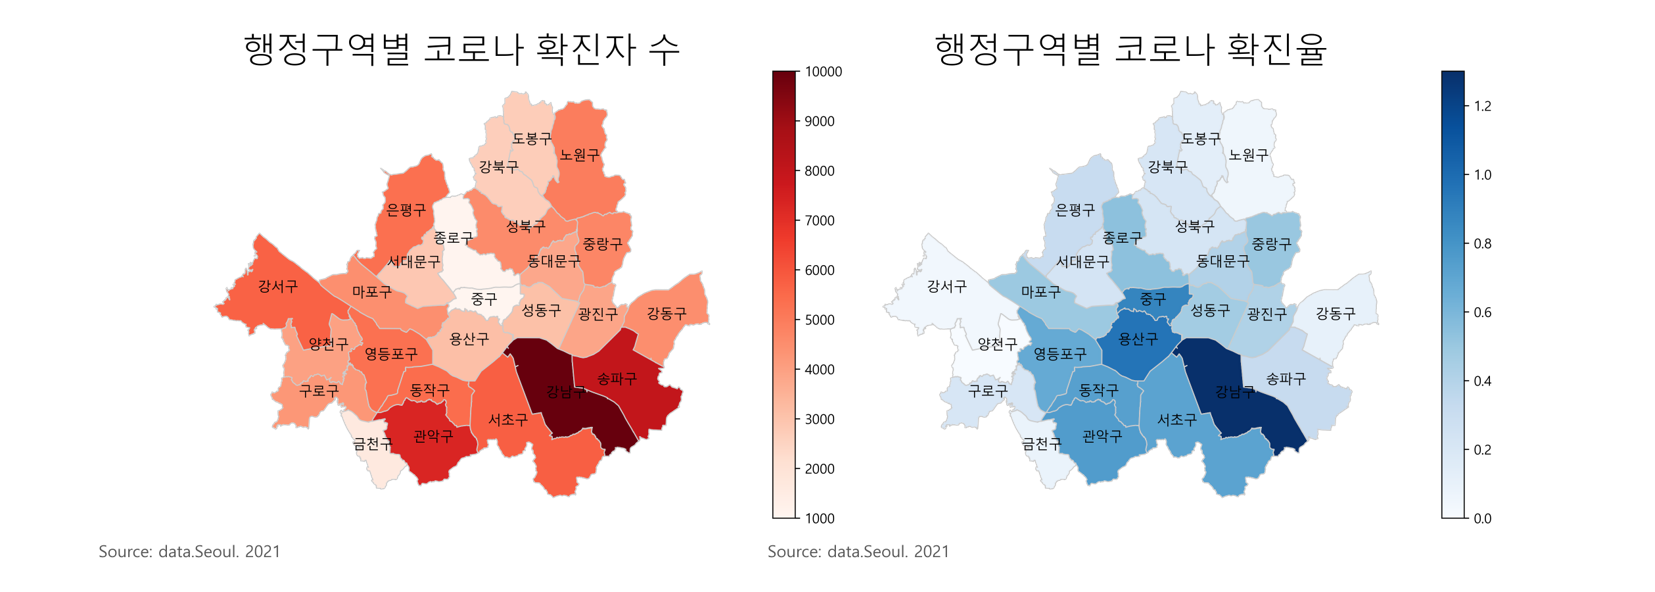 행정구역별 코로나 확진자 수
도봉구
노원구
강북구
은평구
성북구
종로구
중랑구
서대문구
동대문구
강서구
마포구
중구
성동구
광진구
강동구
양천구
영등포구
용산구
송파구
구로구
동작구
강남구
서초구
관악구
금천구
10000
9000
8000
7000
6000
5000
4000
3000
2000
1000
Source: data.Seoul. 2021
행정구역별 코로나 확진율
도봉구
노원구
강북구
은평구
성북구
종로구
중랑구
서대문구
동대문구
강서구
마포구
중구
성동구
광진구
강동구
양천구
영등포구
용산구
송파구
구로구
동작구
강남구
서초구
관악구
금천구
1.2
1.0
0.8
0.6
0.4
0.2
0.0
Source: data.Seoul. 2021